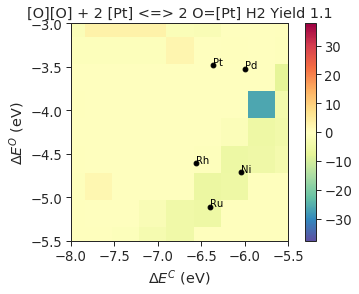 [O][O] + 2 [Pt] <=> 2 O=[Pt] H2 Yield 1.1
−3.0
−3.5
−4.0
−4.5
−5.0
−5.5
ΔE^O (eV)
Pt
Pd
Rh
Ni
Ru
−8.0 −7.5 −7.0 −6.5 −6.0 −5.5
ΔE^C (eV)
30
20
10
0
−10
−20
−30